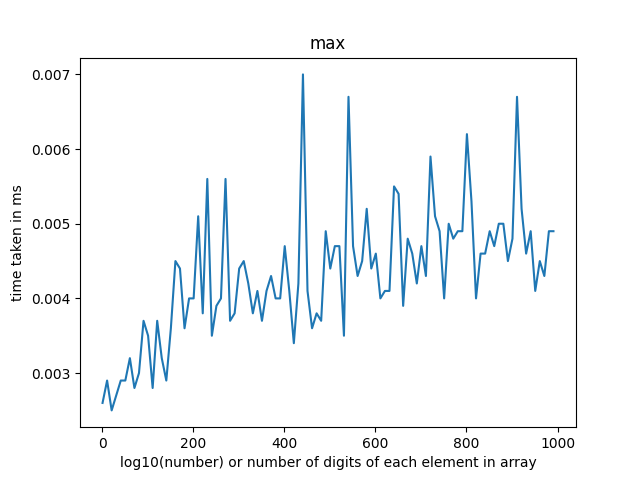 max
0.007
0.006
0.005
0.004
0.003
time taken in ms
0 200 400 600 800 1000
log10(number) or number of digits of each element in array